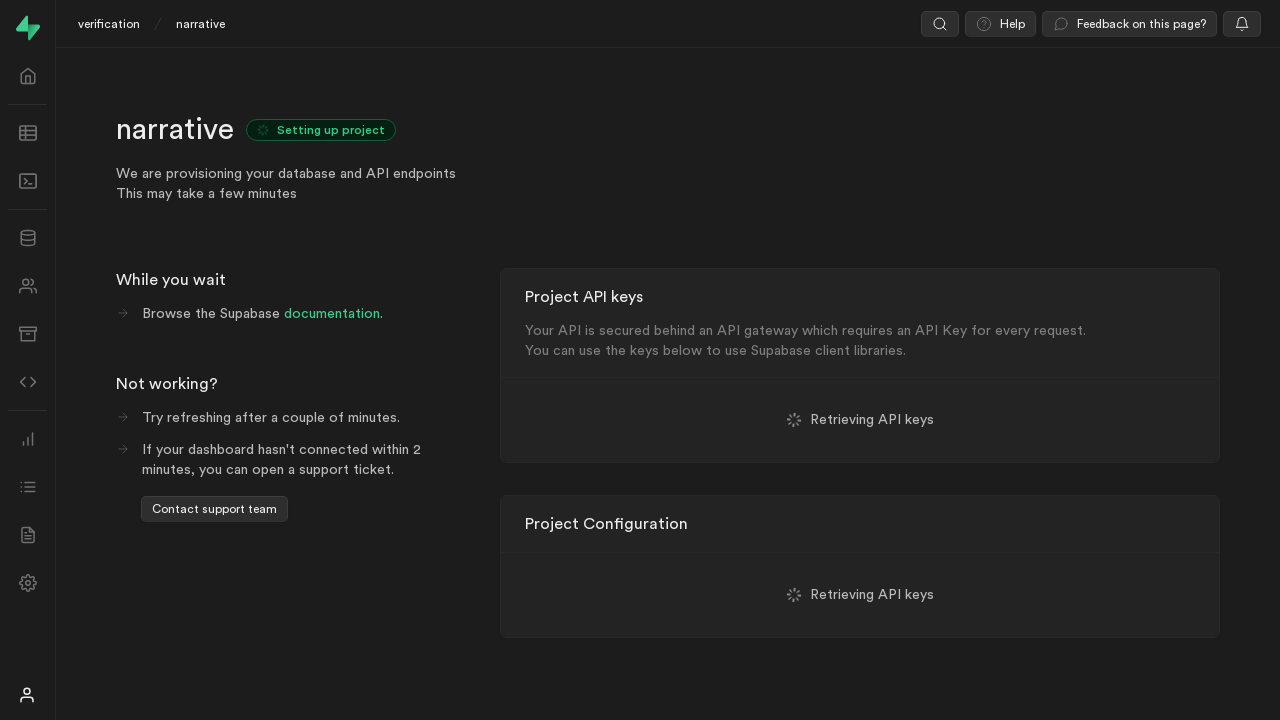 verification / narrative
Help
Feedback on this page?
narrative
Setting up project
We are provisioning your database and API endpoints
This may take a few minutes
While you wait
Browse the Supabase documentation.
Not working?
Try refreshing after a couple of minutes.
If your dashboard hasn't connected within 2
minutes, you can open a support ticket.
Contact support team
Project API keys
Your API is secured behind an API gateway which requires an API Key for every request.
You can use the keys below to use Supabase client libraries.
Retrieving API keys
Project Configuration
Retrieving API keys